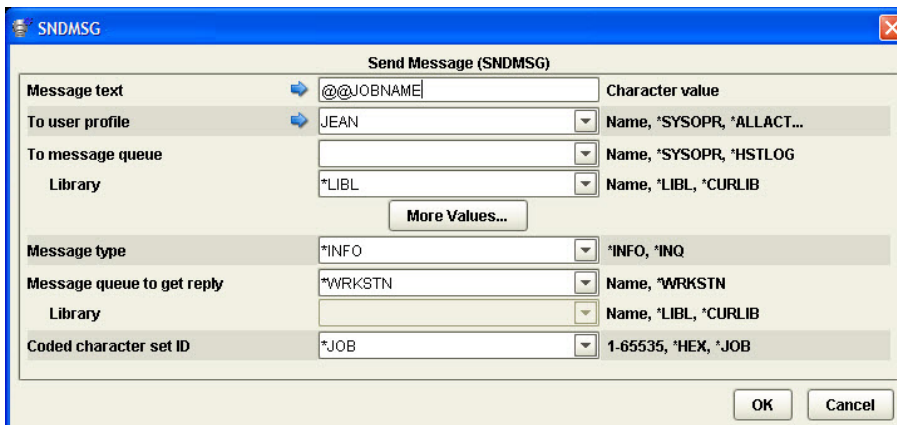 SNDMSG
Send Message (SNDMSG)
Message text @@JOBNAME Character value
To user profile JEAN Name, *SYSOPR, *ALLACT...
To message queue Name, *SYSOPR, *HSTLOG
Library *LIBL Name, *LIBL, *CURLIB
More Values...
Message type *INFO *INFO, *INQ
Message queue to get reply *WRKSTN Name, *WRKSTN
Library Name, *LIBL, *CURLIB
Coded character set ID *JOB 1-65535, *HEX, *JOB
OK Cancel